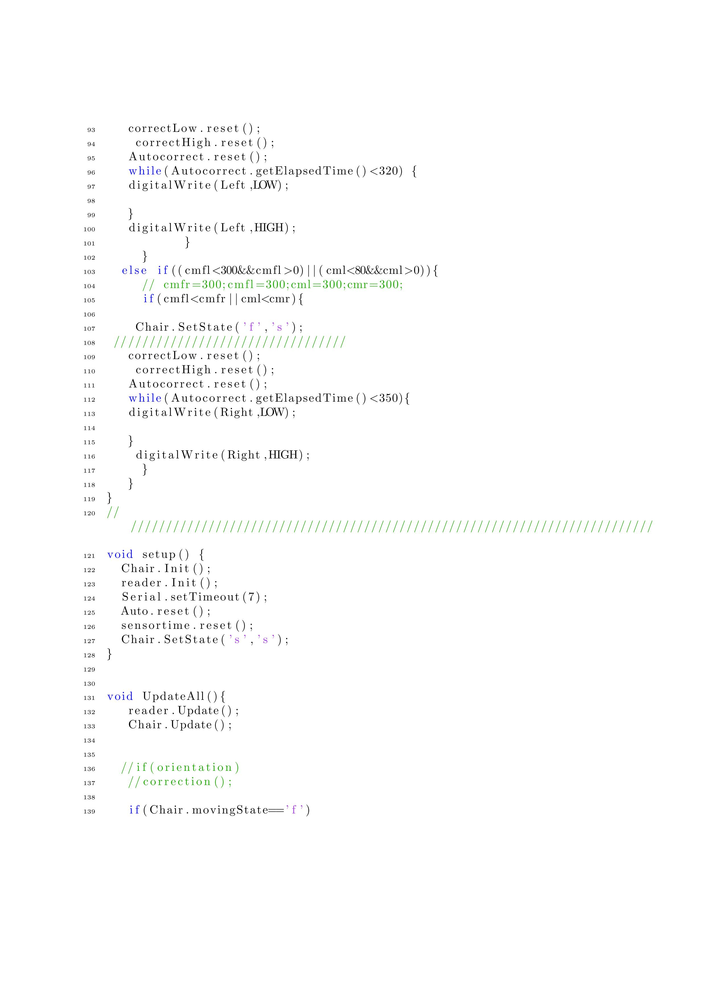 93 correctLow.reset();
94 correctHigh.reset();
95 Autocorrect.reset();
96 while(Autocorrect.getElapsedTime()<320) {
97 digitalWrite(Left,LOW);
98
99 }
100 digitalWrite(Left,HIGH);
101 }
102 }
103 else if((cmfl<300&&cmfl>0)||(cml<80&&cml>0)){
104 // cmfr=300;cmfl=300;cml=300;cmr=300;
105 if(cmfl<cmfr||cml<cmr){
106
107 Chair.SetState('f','s');
108 /////////////////////////////////
109 correctLow.reset();
110 correctHigh.reset();
111 Autocorrect.reset();
112 while(Autocorrect.getElapsedTime()<350){
113 digitalWrite(Right,LOW);
114
115 }
116 digitalWrite(Right,HIGH);
117 }
118 }
119 }
120 //
//////////////////////////////////////////////////////////////////////////
121 void setup() {
122 Chair.Init();
123 reader.Init();
124 Serial.setTimeout(7);
125 Auto.reset();
126 sensortime.reset();
127 Chair.SetState('s','s');
128 }
129
130
131 void UpdateAll(){
132 reader.Update();
133 Chair.Update();
134
135
136 //if(orientation)
137 //correction();
138
139 if(Chair.movingState=='f')